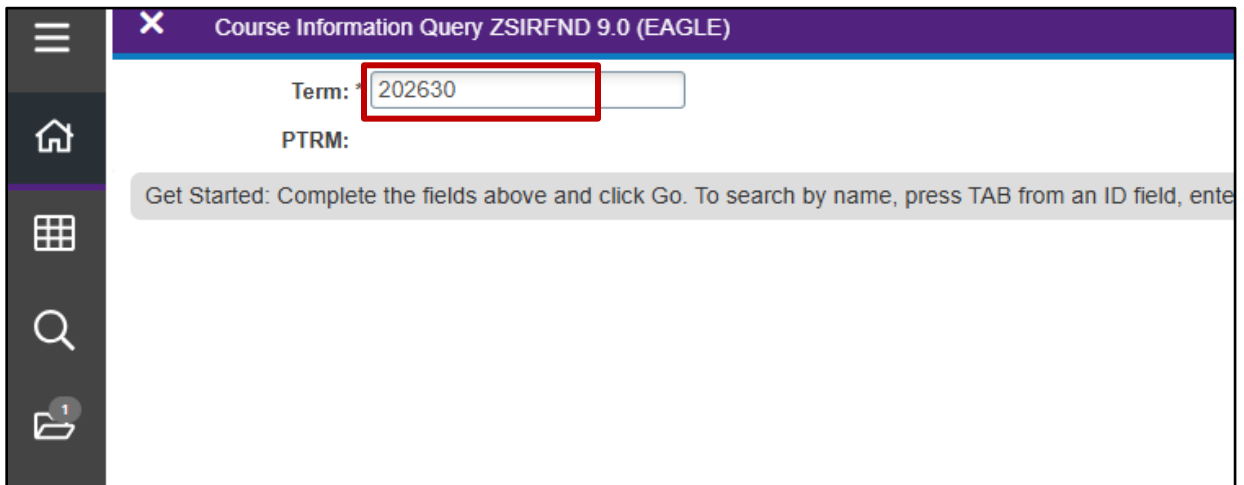 X Course Information Query ZSIRFND 9.0 (EAGLE)
Term: * 202630
PTRM:
Get Started: Complete the fields above and click Go. To search by name, press TAB from an ID field, ente
1